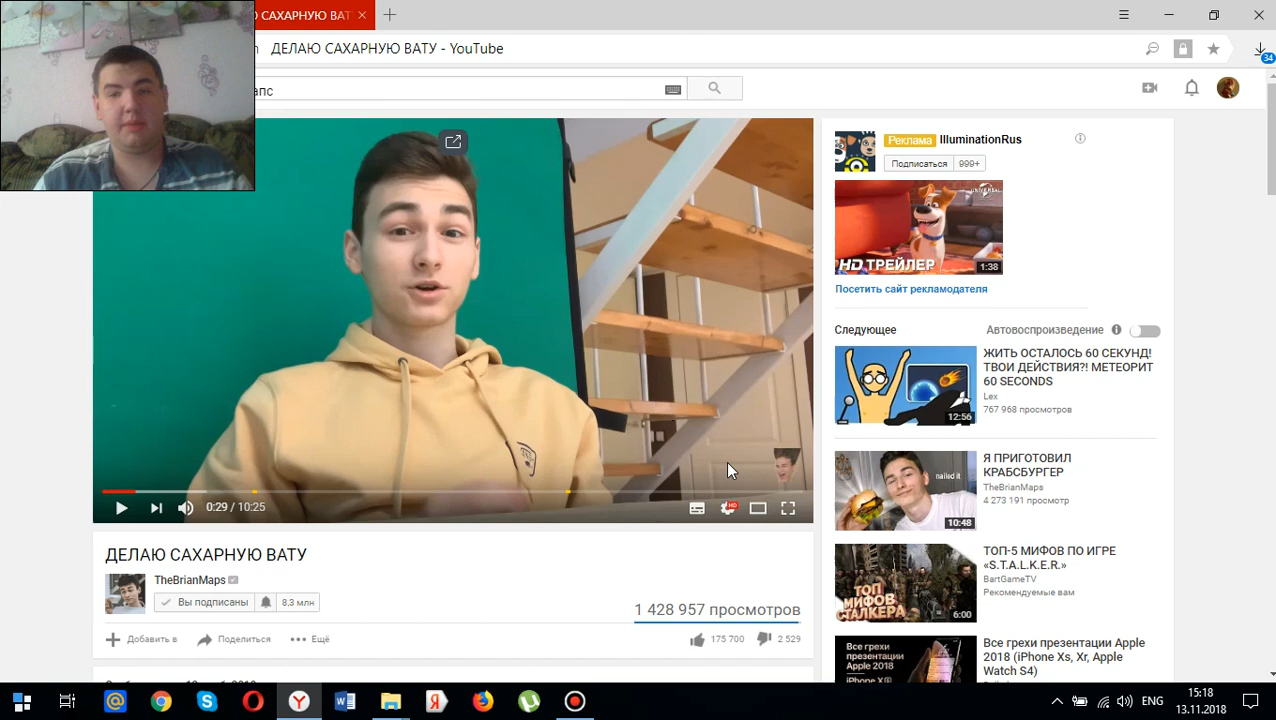 САХАРНУЮ ВАТ
ДЕЛАЮ САХАРНУЮ ВАТУ - YouTube
34
апс
Реклама IlluminationRus
Подписаться 999+
UNIVERSAL
HD ТРЕЙЛЕР
1:38
Посетить сайт рекламодателя
Следующее
Автовоспроизведение
ЖИТЬ ОСТАЛОСЬ 60 СЕКУНД!
ТВОИ ДЕЙСТВИЯ?! МЕТЕОРИТ
60 SECONDS
Lex
767 968 просмотров
12:56
Я ПРИГОТОВИЛ
КРАБСБУРГЕР
TheBrianMaps
4 273 191 просмотр
nailed it
10:48
ТОП-5 МИФОВ ПО ИГРЕ
«S.T.A.L.K.E.R.»
BartGameTV
Рекомендуемые вам
ТОП
МИФОВ
СТАЛКЕРА
6:00
Все грехи презентации Apple
2018 (iPhone Xs, Xr, Apple
Watch S4)
Все грехи
презентации
Apple 2018
0:29 / 10:25
HD
ДЕЛАЮ САХАРНУЮ ВАТУ
TheBrianMaps
Вы подписаны 8,3 млн
1 428 957 просмотров
Добавить в
Поделиться
Ещё
175 700
2 529
ENG
15:18
13.11.2018